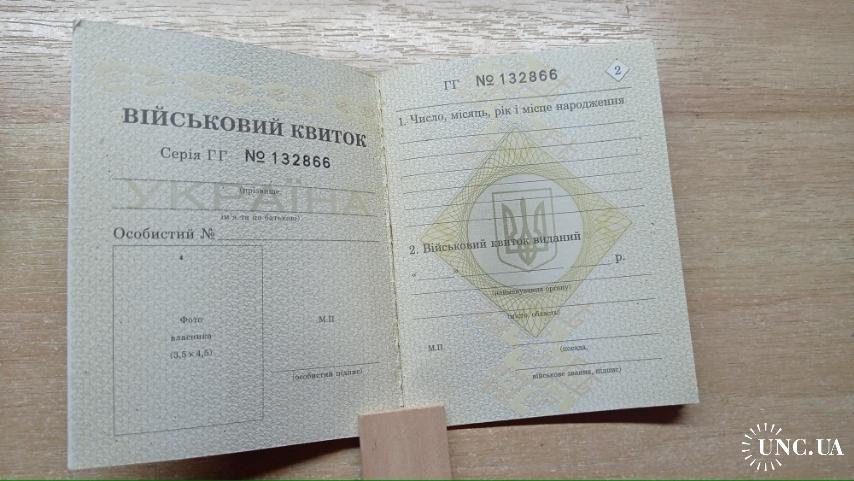 ВІЙСЬКОВИЙ КВИТОК
Серія ГГ № 132866
УКРАЇНА
(прізвище,
ім'я та по батькові)
Особистий №
Фото
власника
(3,5 × 4,5)
М.П.
(особистий підпис)
ГГ № 132866
2
1. Число, місяць, рік і місце народження
2. Військовий квиток виданий
“ ” р.
(найменування органу)
(місто, область)
М.П.
(посада,
військове звання, підпис)
UNC.UA